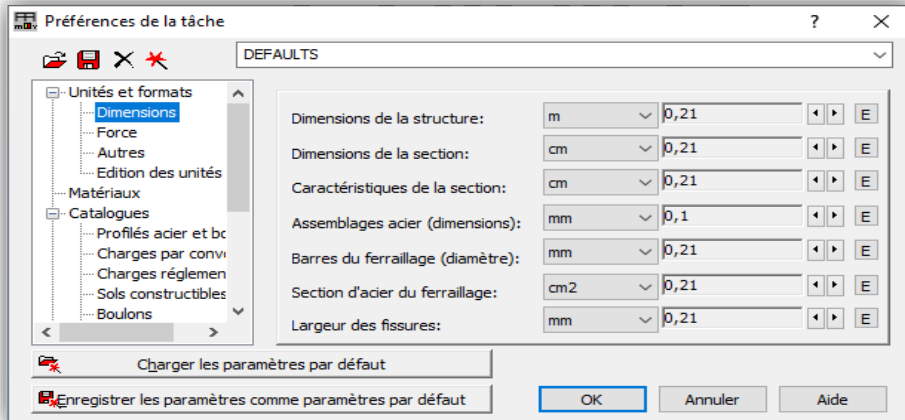 Préférences de la tâche ? ×
DEFAULTS
Unités et formats
Dimensions
Force
Autres
Edition des unités
Matériaux
Catalogues
Profilés acier et bo
Charges par conv
Charges réglemen
Sols constructibles
Boulons
Dimensions de la structure: m 0,21 E
Dimensions de la section: cm 0,21 E
Caractéristiques de la section: cm 0,21 E
Assemblages acier (dimensions): mm 0,1 E
Barres du ferraillage (diamètre): mm 0,21 E
Section d'acier du ferraillage: cm2 0,21 E
Largeur des fissures: mm 0,21 E
Charger les paramètres par défaut
Enregistrer les paramètres comme paramètres par défaut
OK Annuler Aide